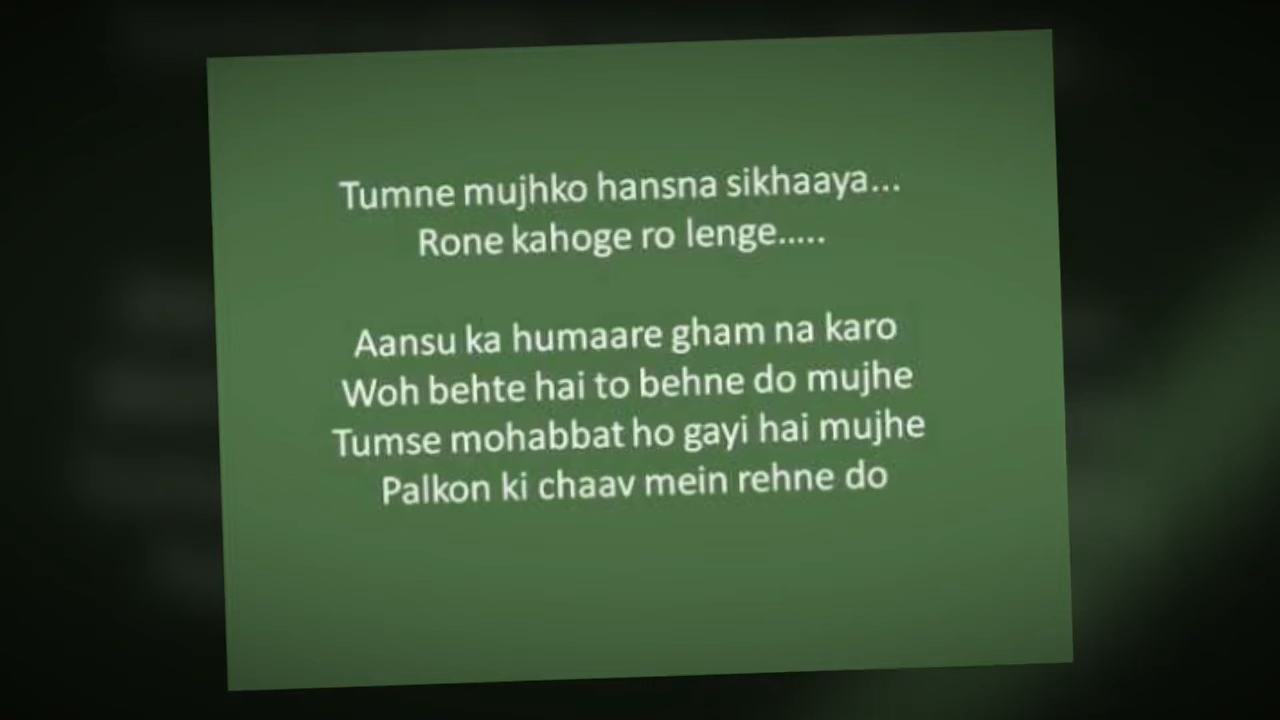 Tumne mujhko hansna sikhaaya...
Rone kahoge ro lenge.....
Aansu ka humaare gham na karo
Woh behte hai to behne do mujhe
Tumse mohabbat ho gayi hai mujhe
Palkon ki chaav mein rehne do